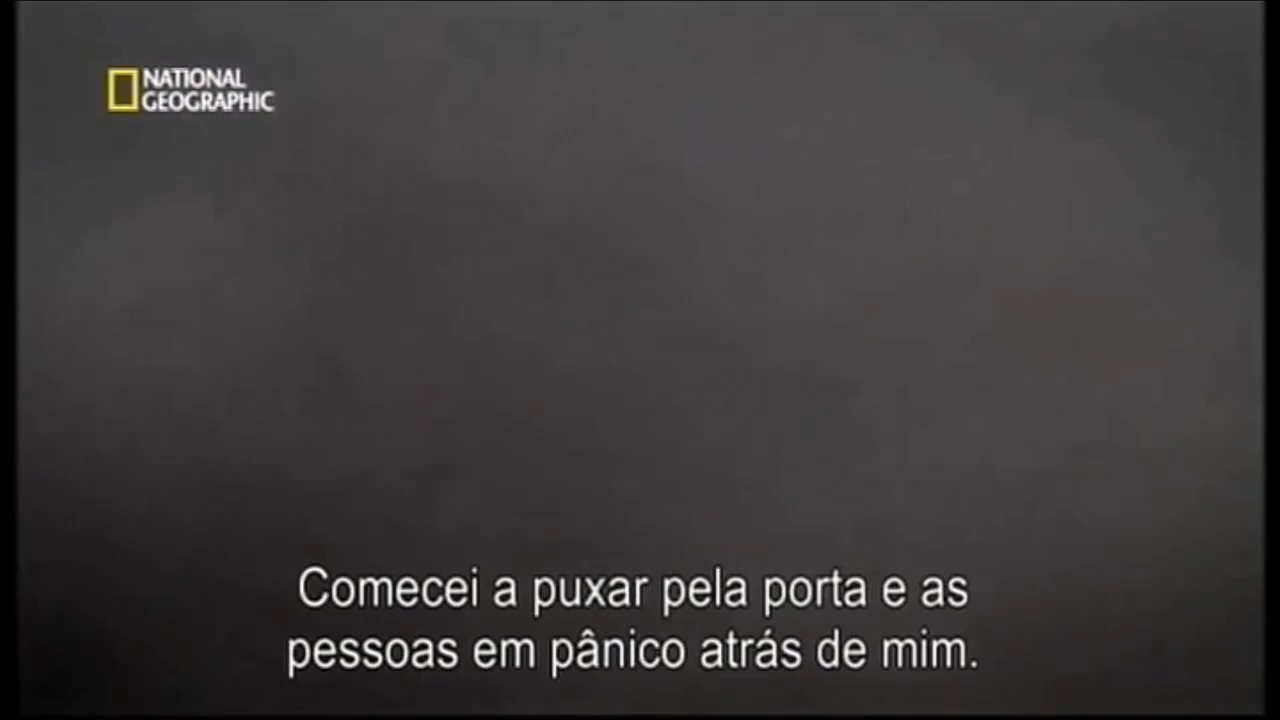 NATIONAL
GEOGRAPHIC
Comecei a puxar pela porta e as
pessoas em pânico atrás de mim.